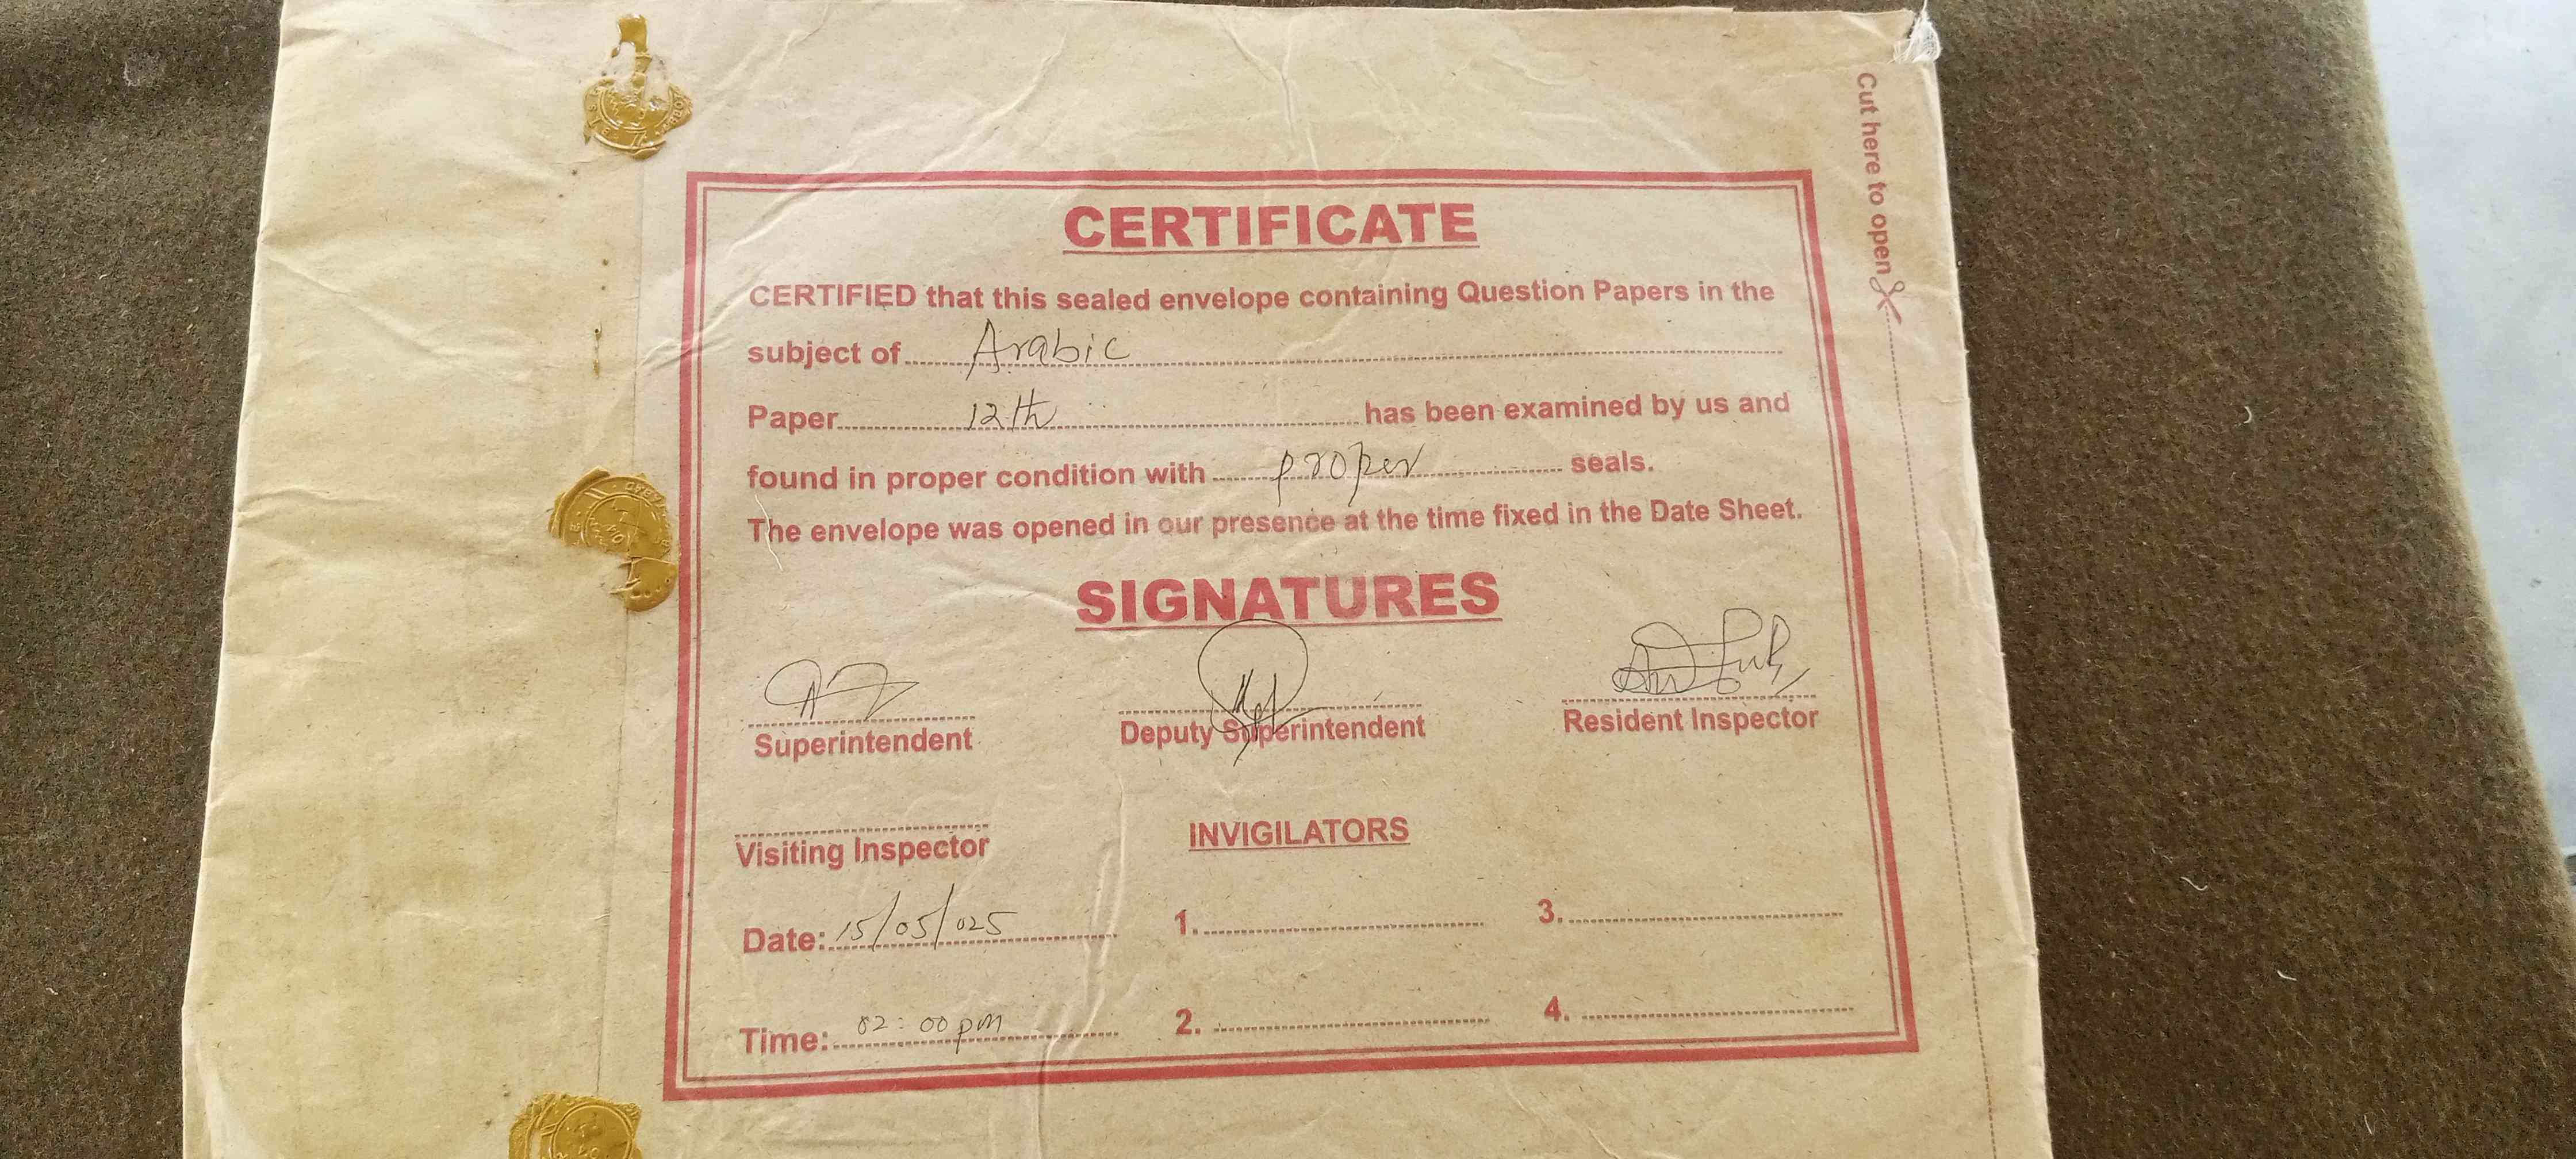 CERTIFICATE
CERTIFIED that this sealed envelope containing Question Papers in the
subject of Arabic
Paper 12th has been examined by us and
found in proper condition with proper seals.
The envelope was opened in our presence at the time fixed in the Date Sheet.
SIGNATURES
Superintendent Deputy Superintendent Resident Inspector
Visiting Inspector INVIGILATORS
Date: 15/05/025 1. 3.
Time: 02:00 pm 2. 4.
Cut here to open